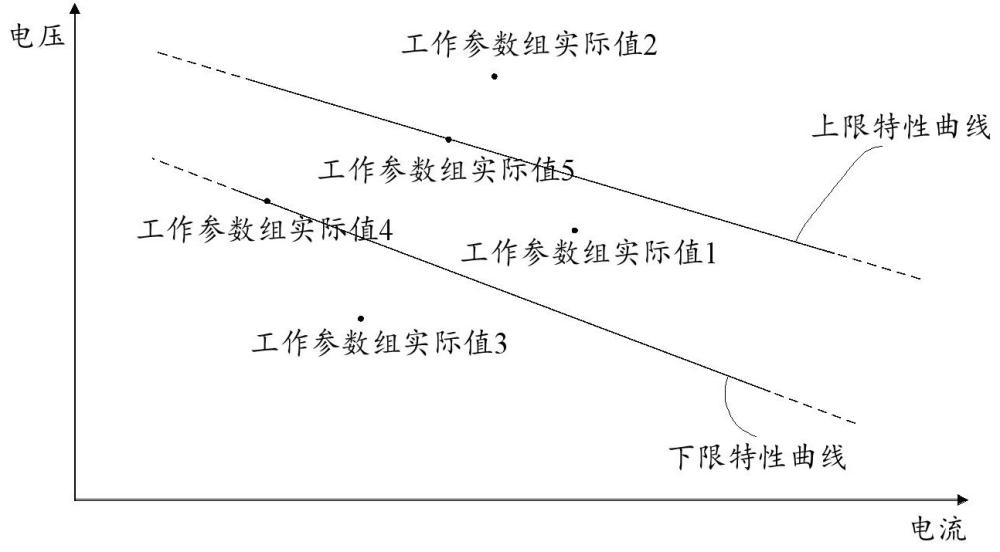 电压
工作参数组实际值2
上限特性曲线
工作参数组实际值5
工作参数组实际值4
工作参数组实际值1
工作参数组实际值3
下限特性曲线
电流